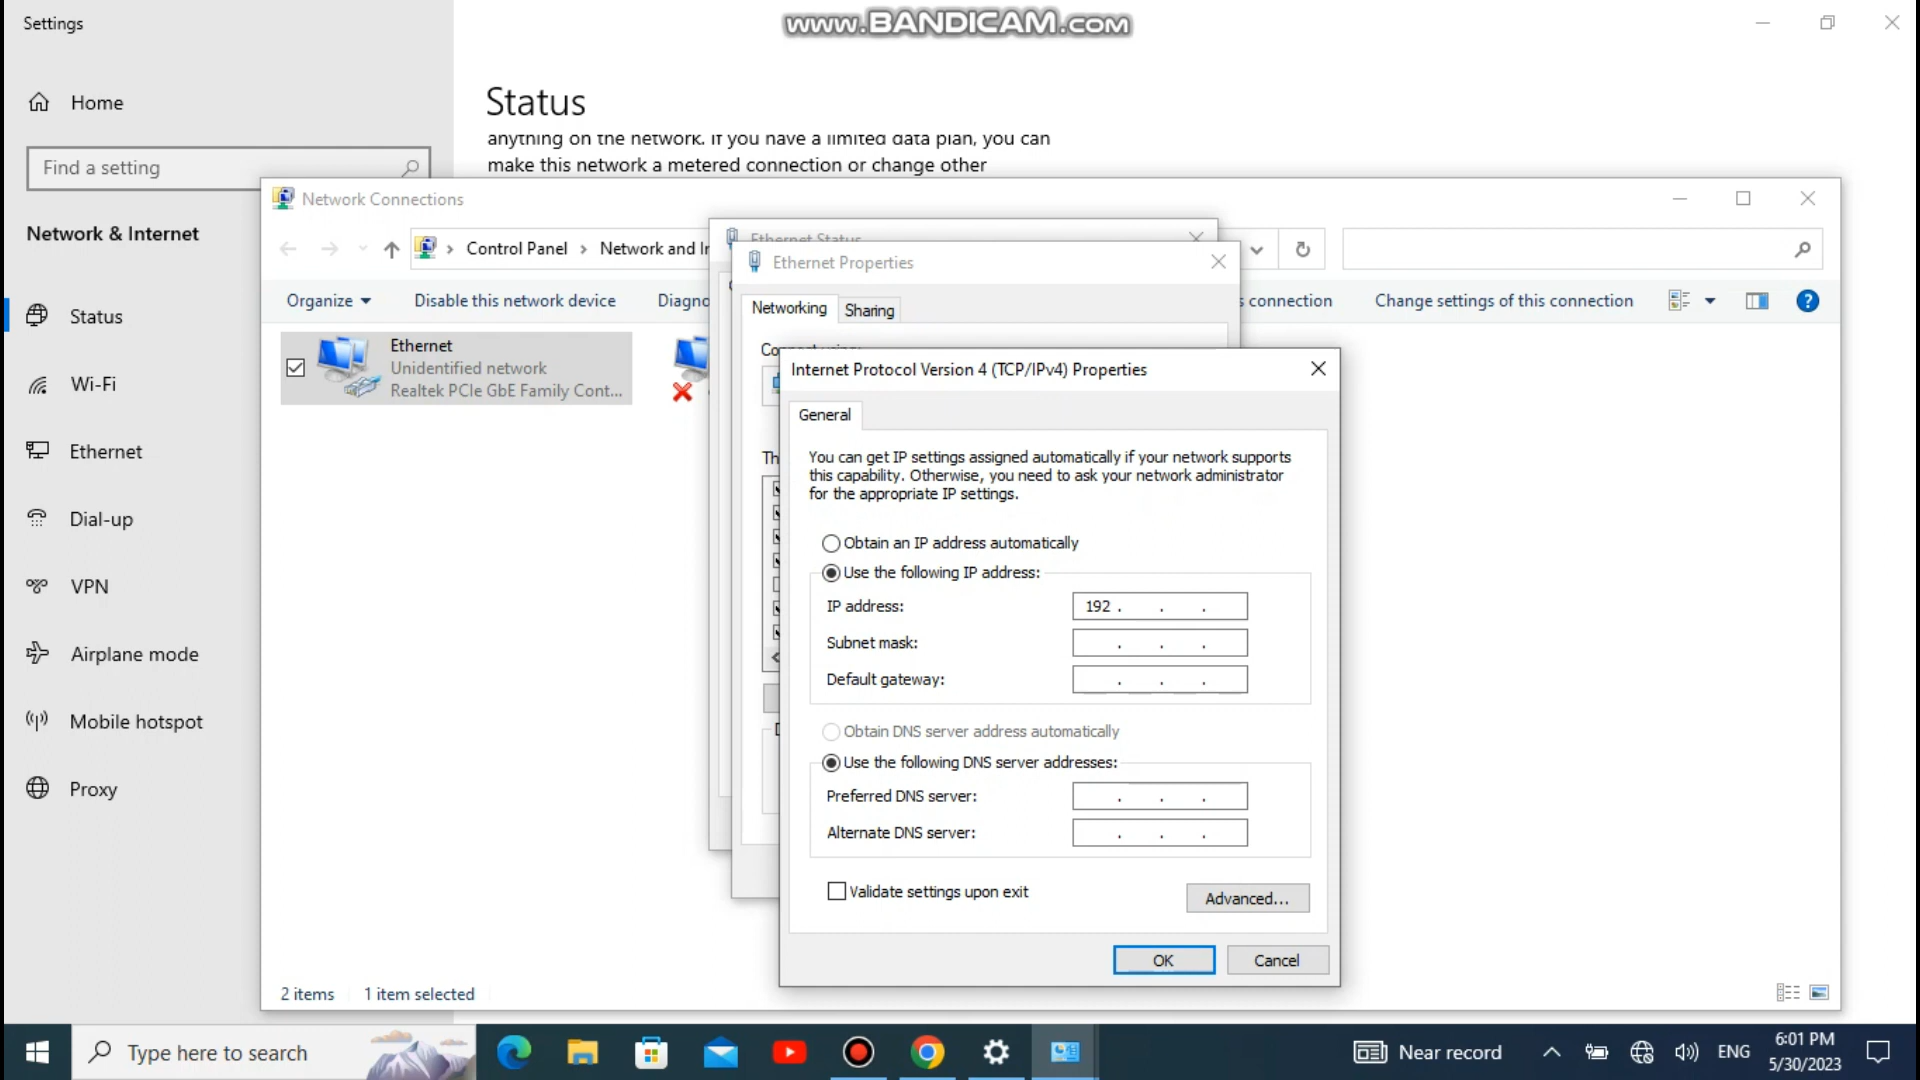 Settings
www.BANDICAM.com
Home
Find a setting
Network & Internet
Status
Wi-Fi
Ethernet
Dial-up
VPN
Airplane mode
Mobile hotspot
Proxy
Status
anything on the network. If you have a limited data plan, you can
make this network a metered connection or change other
Network Connections
Control Panel › Network and In
Organize
Disable this network device
Diagno
s connection
Change settings of this connection
Ethernet
Unidentified network
Realtek PCIe GbE Family Cont...
2 items
1 item selected
Ethernet Status
Ethernet Properties
Networking
Sharing
Internet Protocol Version 4 (TCP/IPv4) Properties
General
You can get IP settings assigned automatically if your network supports
this capability. Otherwise, you need to ask your network administrator
for the appropriate IP settings.
Obtain an IP address automatically
Use the following IP address:
IP address: 192 . . .
Subnet mask: . . .
Default gateway: . . .
Obtain DNS server address automatically
Use the following DNS server addresses:
Preferred DNS server: . . .
Alternate DNS server: . . .
Validate settings upon exit
Advanced...
OK
Cancel
Type here to search
Near record
ENG
6:01 PM
5/30/2023